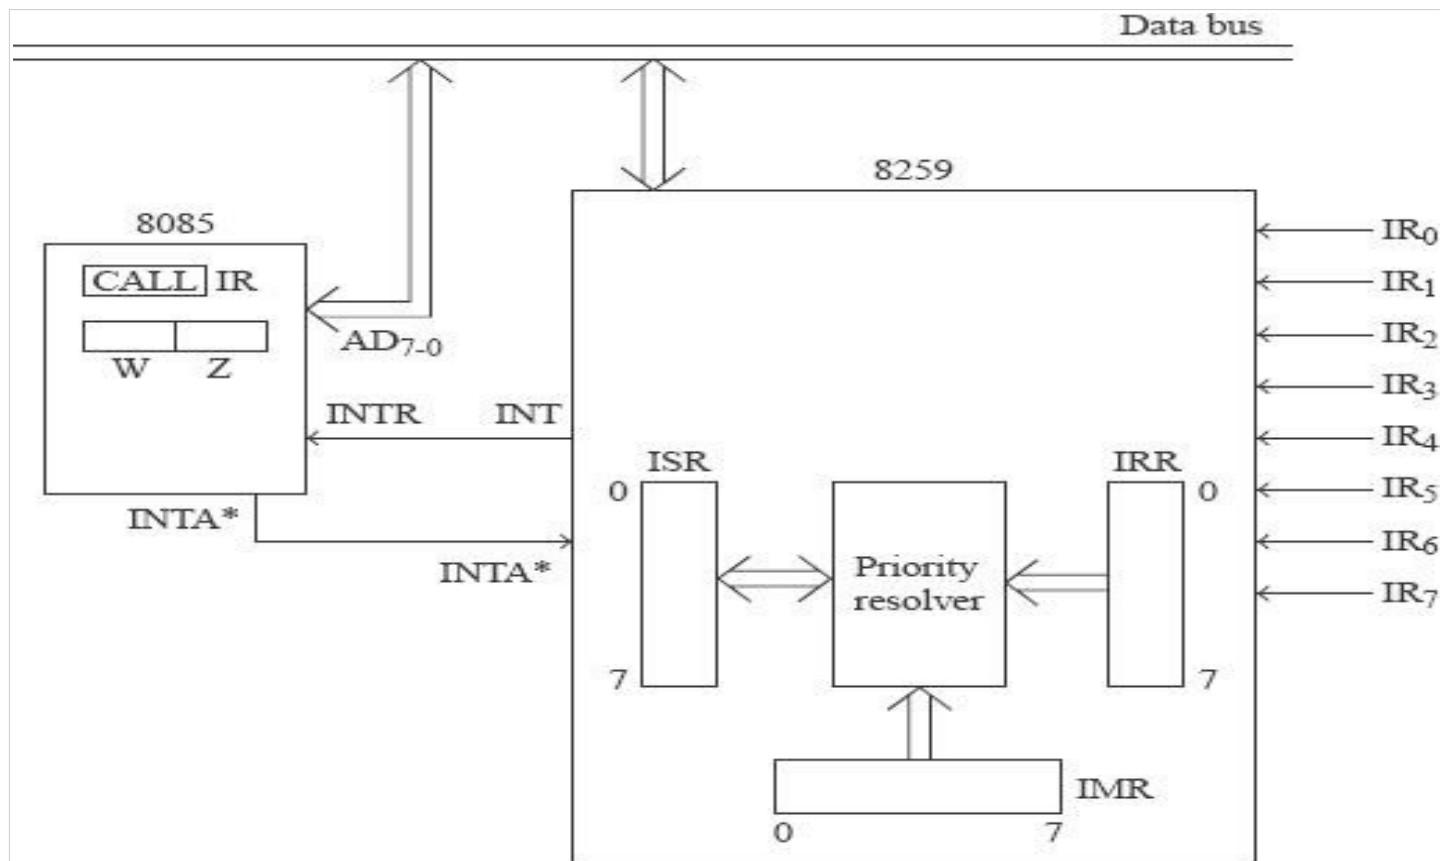 Data bus
8259
8085
CALL IR
W Z
AD7-0
INTR INT
INTA*
INTA*
ISR
0
7
Priority
resolver
IRR
0
7
IMR
0 7
IR0
IR1
IR2
IR3
IR4
IR5
IR6
IR7